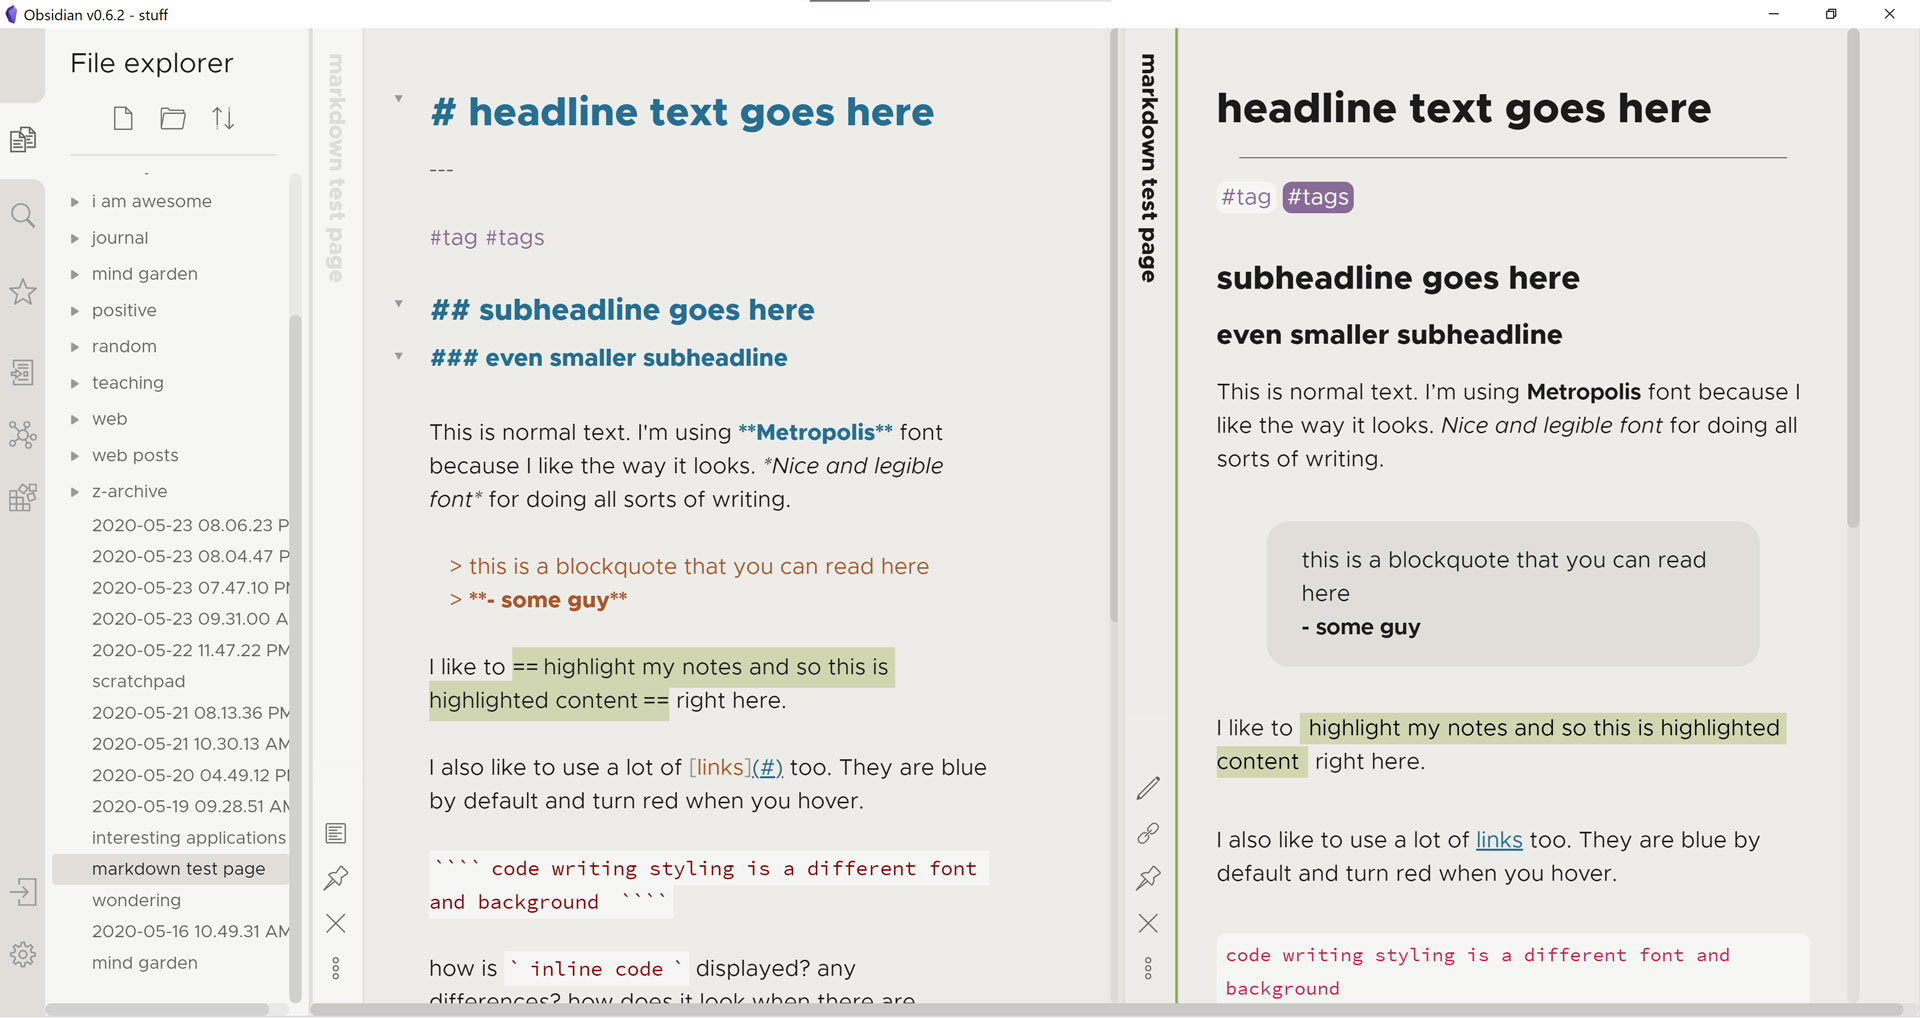 Obsidian v0.6.2 - stuff
File explorer
i am awesome
journal
mind garden
positive
random
teaching
web
web posts
z-archive
2020-05-23 08.06.23 P
2020-05-23 08.04.47 P
2020-05-23 07.47.10 P
2020-05-23 09.31.00 A
2020-05-22 11.47.22 PM
scratchpad
2020-05-21 08.13.36 PM
2020-05-21 10.30.13 AM
2020-05-20 04.49.12 P
2020-05-19 09.28.51 AM
interesting applications
markdown test page
wondering
2020-05-16 10.49.31 AM
mind garden
markdown test page
# headline text goes here
---
#tag #tags
## subheadline goes here
### even smaller subheadline
This is normal text. I'm using **Metropolis** font
because I like the way it looks. *Nice and legible
font* for doing all sorts of writing.
> this is a blockquote that you can read here
> **- some guy**
I like to == highlight my notes and so this is
highlighted content == right here.
I also like to use a lot of [links](#) too. They are blue
by default and turn red when you hover.
```` code writing styling is a different font
and background ````
how is ` inline code ` displayed? any
differences? how does it look when there are
markdown test page
headline text goes here
#tag #tags
subheadline goes here
even smaller subheadline
This is normal text. I’m using Metropolis font because I
like the way it looks. Nice and legible font for doing all
sorts of writing.
this is a blockquote that you can read
here
- some guy
I like to highlight my notes and so this is highlighted
content right here.
I also like to use a lot of links too. They are blue by
default and turn red when you hover.
code writing styling is a different font and
background